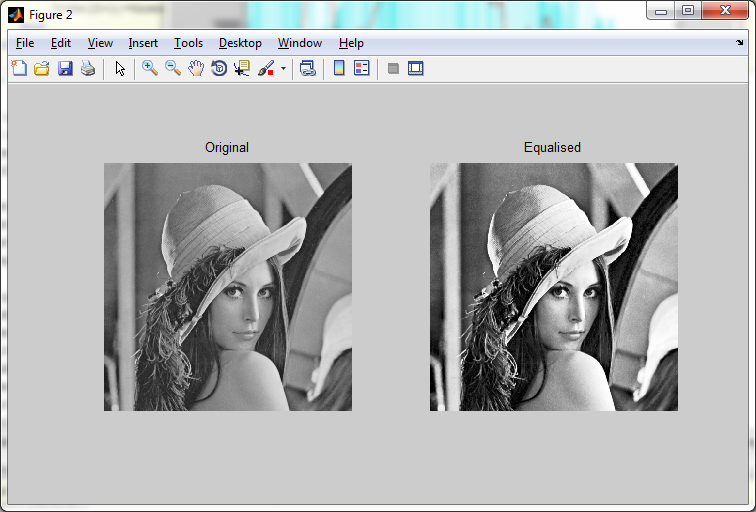 Figure 2
File Edit View Insert Tools Desktop Window Help
Original
Equalised